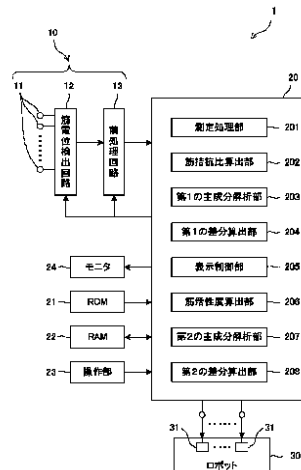 1
10
11
12
13
筋電位検出回路
前処理回路
20
測定処理部
201
筋拮抗比算出部
202
第1の主成分解析部
203
第1の差分算出部
204
表示制御部
205
筋活性度算出部
206
第2の主成分解析部
207
第2の差分算出部
208
24
モニタ
21
ROM
22
RAM
23
操作部
31
31
30
ロボット